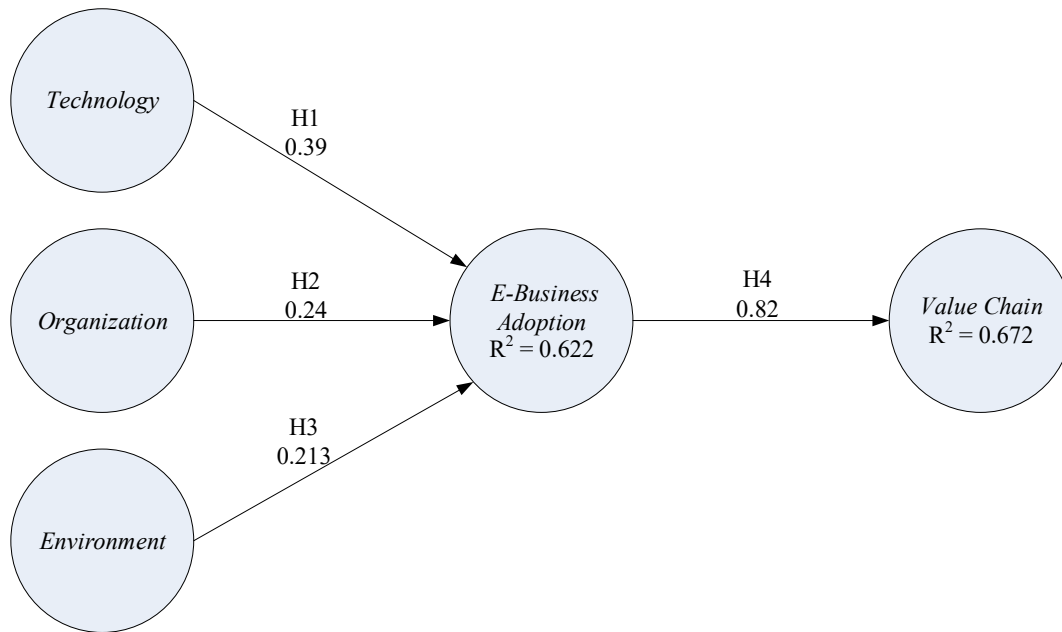 Technology
H1
0.39
Organization
H2
0.24
E-Business
Adoption
R² = 0.622
H4
0.82
Value Chain
R² = 0.672
H3
0.213
Environment